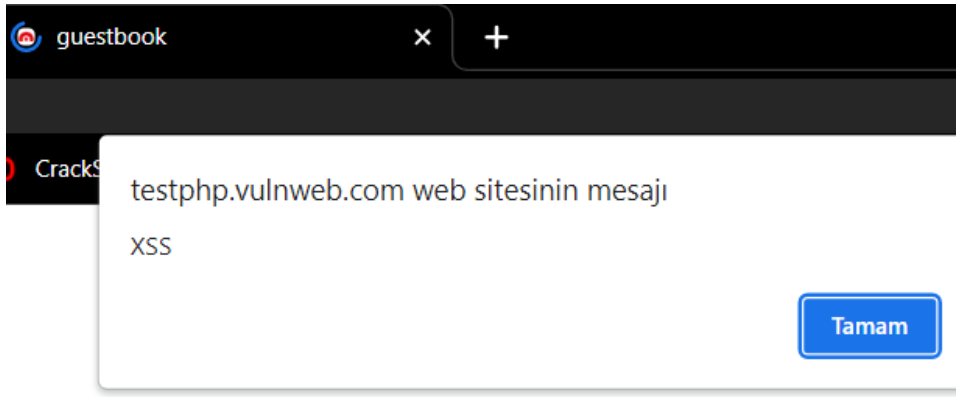 guestbook
CrackS
testphp.vulnweb.com web sitesinin mesajı
XSS
Tamam